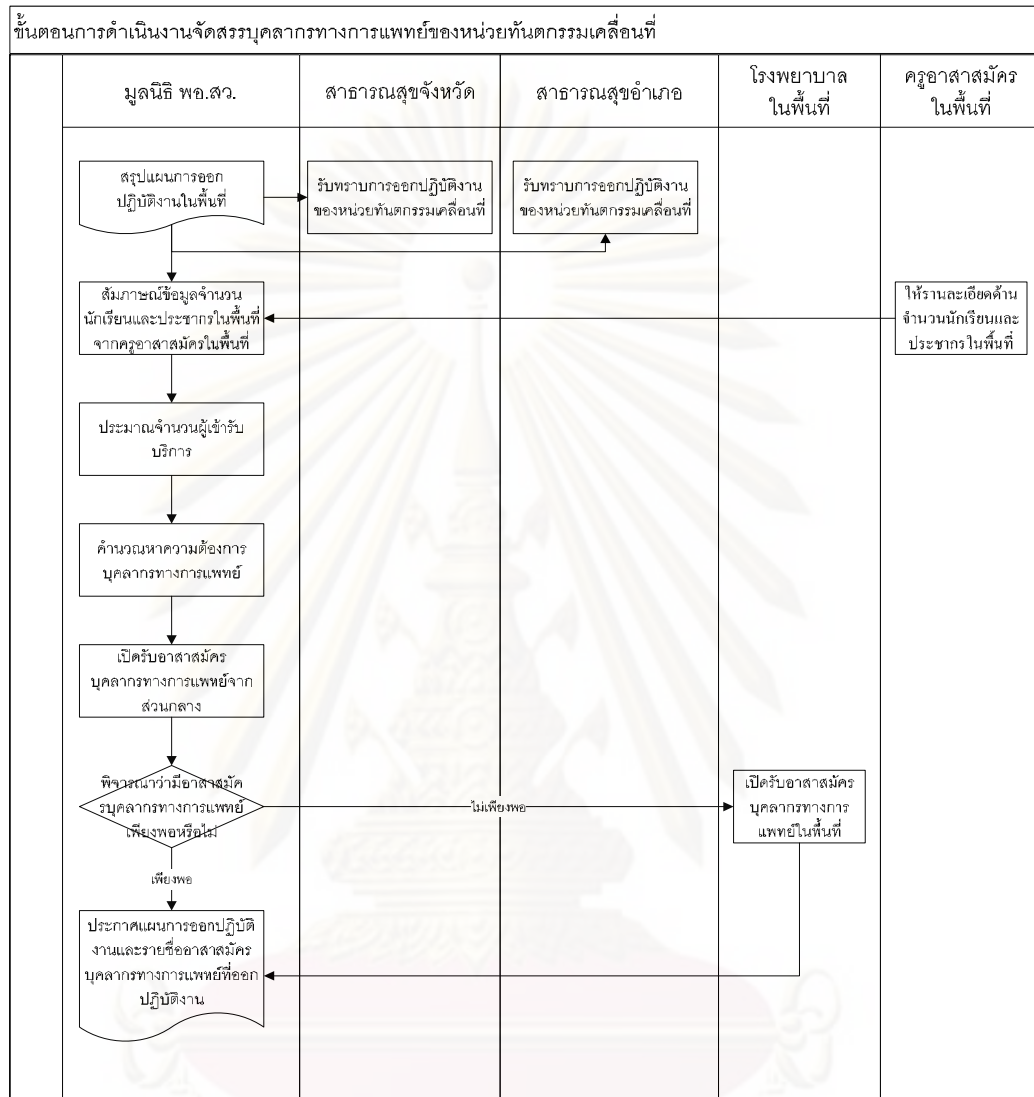 ขั้นตอนการดำเนินงานจัดสรรบุคลากรทางการแพทย์ของหน่วยทันตกรรมเคลื่อนที่
มูลนิธิ พอ.สว.
สาธารณสุขจังหวัด
สาธารณสุขอำเภอ
โรงพยาบาล
ในพื้นที่
ครูอาสาสมัคร
ในพื้นที่
สรุปแผนการออก
ปฏิบัติงานในพื้นที่
รับทราบการออกปฏิบัติงาน
ของหน่วยทันตกรรมเคลื่อนที่
รับทราบการออกปฏิบัติงาน
ของหน่วยทันตกรรมเคลื่อนที่
สัมภาษณ์ข้อมูลจำนวน
นักเรียนและประชากรในพื้นที่
จากครูอาสาสมัครในพื้นที่
ให้รานละเอียดด้าน
จำนวนนักเรียนและ
ประชากรในพื้นที่
ประมาณจำนวนผู้เข้ารับ
บริการ
คำนวณหาความต้องการ
บุคลากรทางการแพทย์
เปิดรับอาสาสมัคร
บุคลากรทางการแพทย์จาก
ส่วนกลาง
พิจารณาว่ามีอาสาสมัค
รบุคลากรทางการแพทย์
เพียงพอหรือไม่
ไม่เพียงพอ
เปิดรับอาสาสมัคร
บุคลากรทางการ
แพทย์ในพื้นที่
เพียงพอ
ประกาศแผนการออกปฏิบัติ
งานและรายชื่ออาสาสมัคร
บุคลากรทางการแพทย์ที่ออก
ปฏิบัติงาน